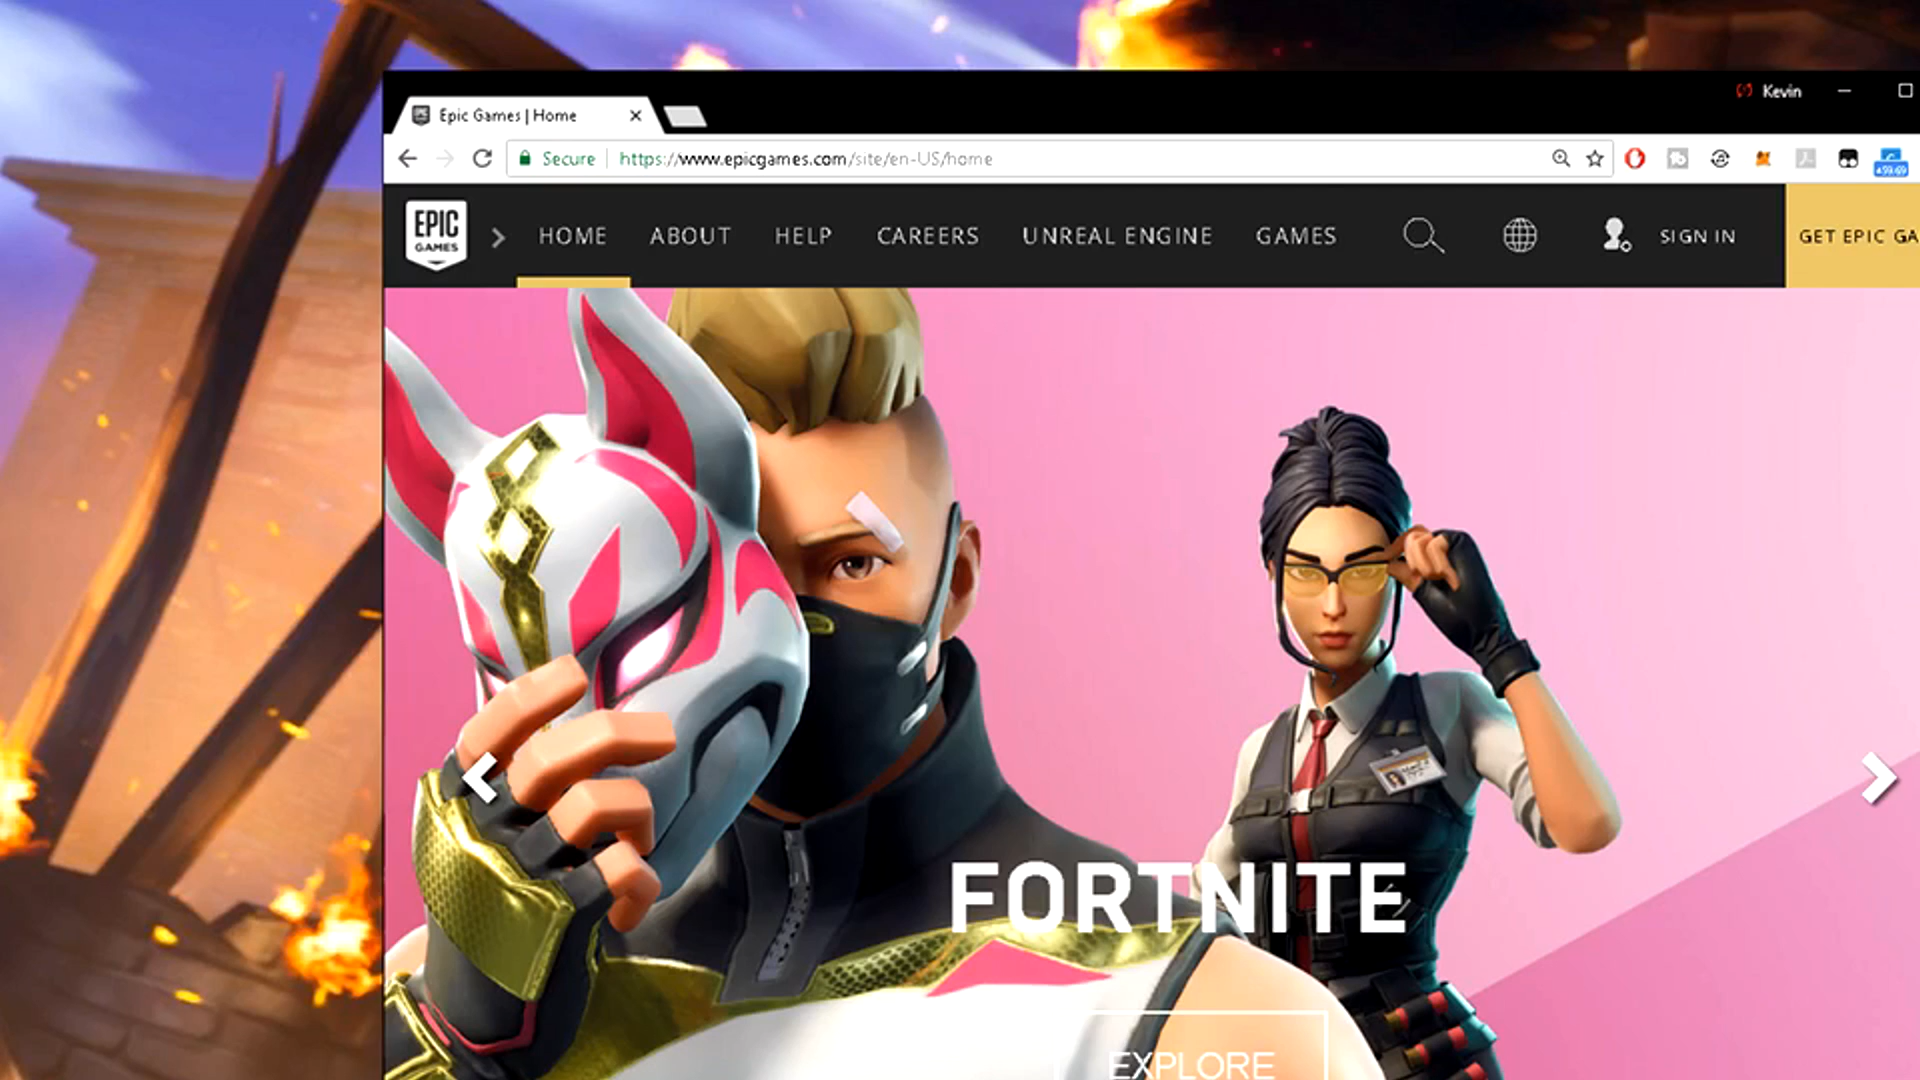 Kevin
Epic Games | Home
Secure https://www.epicgames.com/site/en-US/home
EPIC
GAMES
HOME ABOUT HELP CAREERS UNREAL ENGINE GAMES SIGN IN GET EPIC GA
FORTNITE
EXPLORE